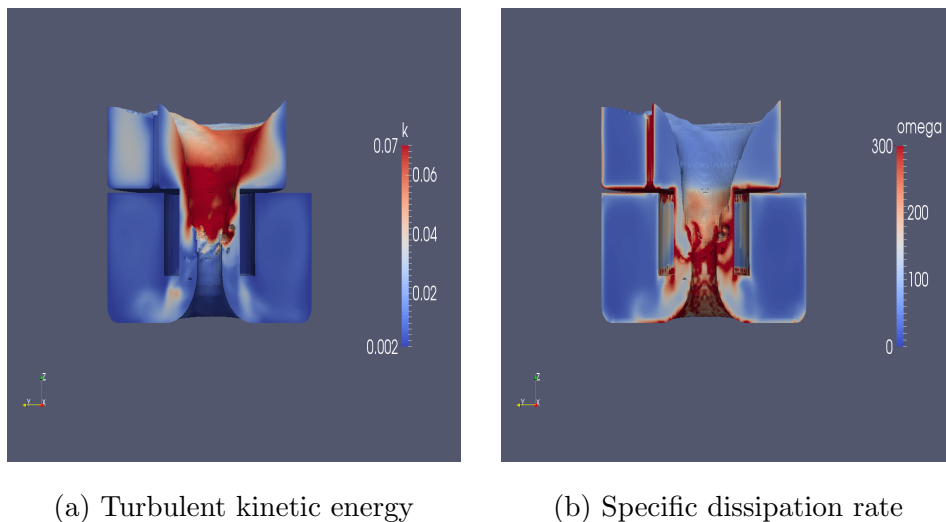 k
0.07
0.06
0.04
0.02
0.002
Z
Y
X
omega
300
200
100
0
Z
Y
X
(a) Turbulent kinetic energy
(b) Specific dissipation rate